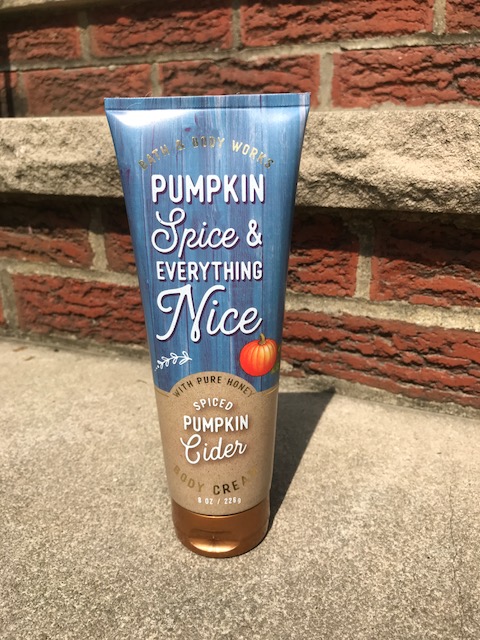 BATH & BODY WORKS
PUMPKIN
Spice &
EVERYTHING
Nice
WITH PURE HONEY
SPICED
PUMPKIN
Cider
BODY CREAM
8 OZ / 226g